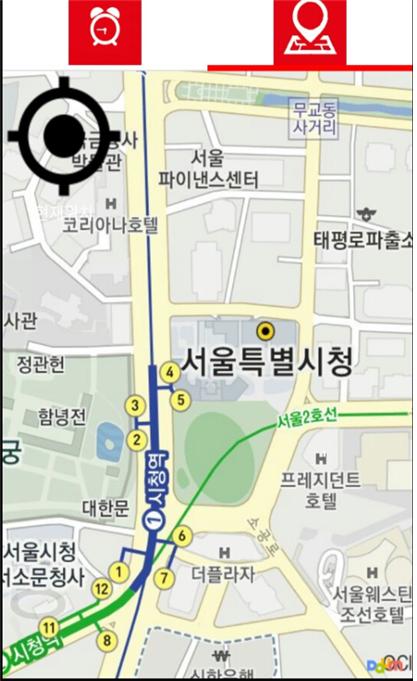 무교동
사거리
박물관
서울
파이낸스센터
코리아나호텔
태평로파출소
사관
서울특별시청
정관헌
4
5
3
함녕전
2
서울2호선
궁
1 시청역
프레지던트
호텔
대한문
소공로
서울시청
서소문청사
6
1
7
더플라자
12
서울웨스틴
조선호텔
11
8
시청역
신한은행